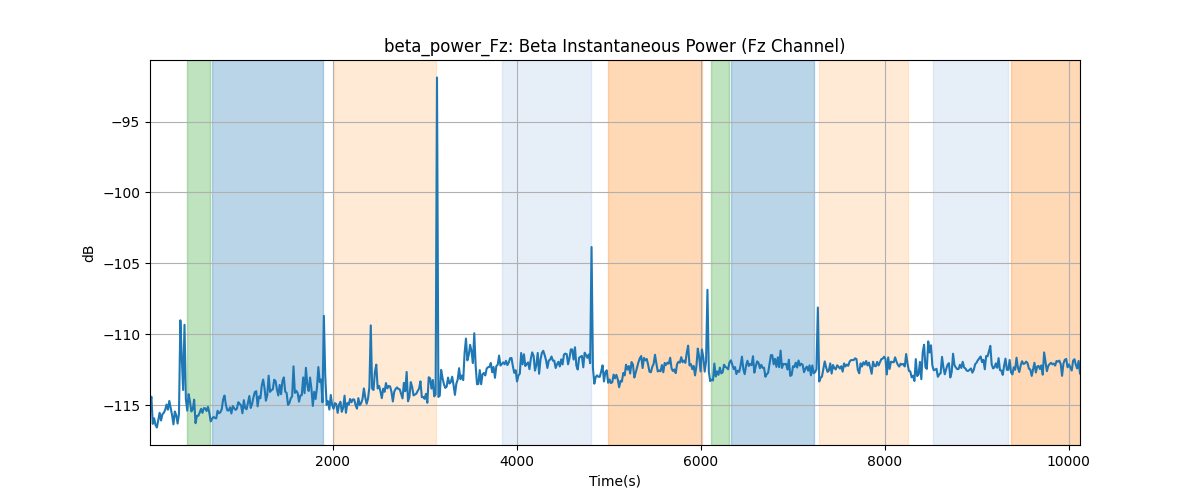 beta_power_Fz: Beta Instantaneous Power (Fz Channel)
dB
−95
−100
−105
−110
−115
2000 4000 6000 8000 10000
Time(s)